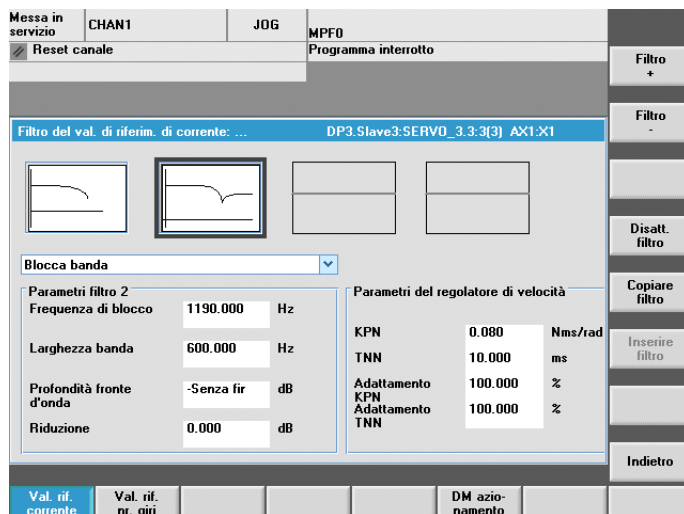 Messa in
servizio
CHAN1
JOG
MPF0
Reset canale
Programma interrotto
Filtro
+
Filtro
-
Filtro del val. di riferim. di corrente: ...
DP3.Slave3:SERVO_3.3:3(3) AX1:X1
Disatt.
filtro
Blocca banda
Copiare
filtro
Parametri filtro 2
Frequenza di blocco 1190.000 Hz
Larghezza banda 600.000 Hz
Profondità fronte
d'onda
-Senza fir dB
Riduzione 0.000 dB
Parametri del regolatore di velocità
KPN 0.080 Nms/rad
TNN 10.000 ms
Adattamento
KPN
100.000 %
Adattamento
TNN
100.000 %
Inserire
filtro
Indietro
Val. rif.
corrente
Val. rif.
nr. giri
DM azio-
namento